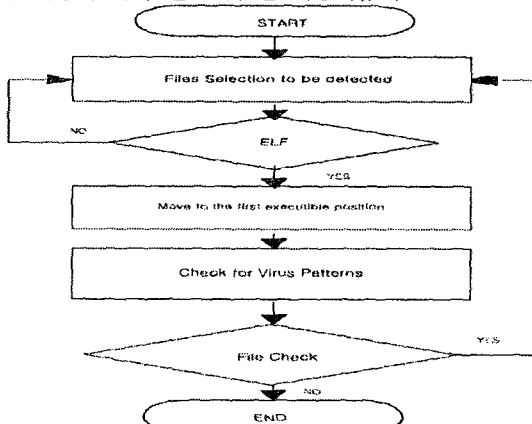 START
Files Selection to be detected
NO
ELF
YES
Move to the first executible position
Check for Virus Patterns
YES
File Check
NO
END